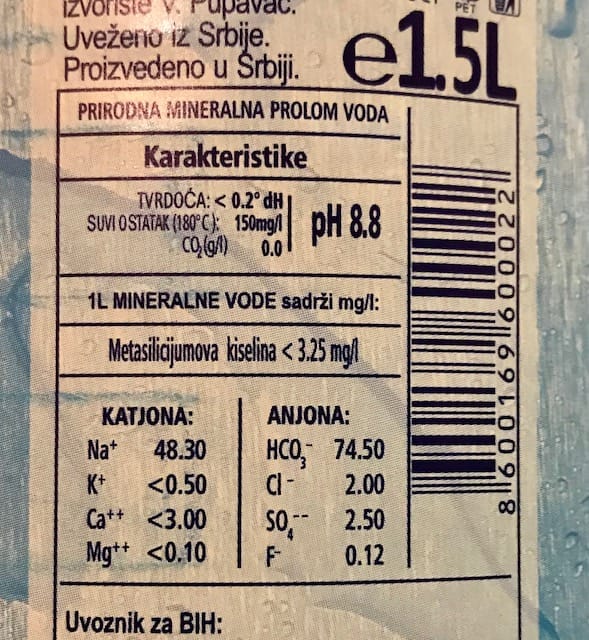 izvorište V. Pupavac.
Uveženo iz Srbije.
Proizvedeno u Srbiji.
PET
e1.5L
PRIRODNA MINERALNA PROLOM VODA
Karakteristike
TVRDOĆA: < 0.2° dH
SUVI OSTATAK (180°C): 150mg/l
CO₂(g/l) 0.0
pH 8.8
1L MINERALNE VODE sadrži mg/l:
Metasilicijumova kiselina < 3.25 mg/l
KATJONA:
Na⁺ 48.30
K⁺ <0.50
Ca⁺⁺ <3.00
Mg⁺⁺ <0.10
ANJONA:
HCO₃⁻ 74.50
Cl⁻ 2.00
SO₄⁻⁻ 2.50
F⁻ 0.12
8600169600022
Uvoznik za BIH: